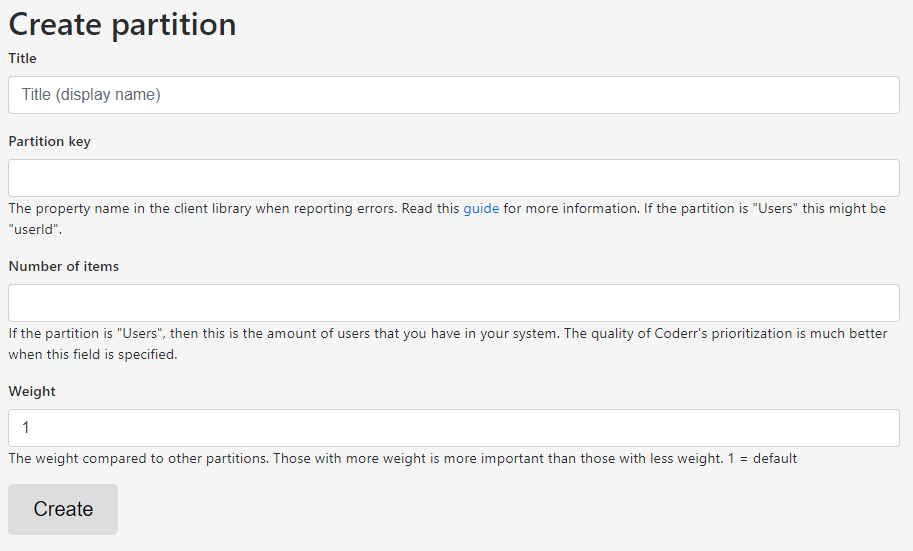 Create partition
Title
Title (display name)
Partition key
The property name in the client library when reporting errors. Read this guide for more information. If the partition is "Users" this might be
"userId".
Number of items
If the partition is "Users", then this is the amount of users that you have in your system. The quality of Coderr's prioritization is much better
when this field is specified.
Weight
1
The weight compared to other partitions. Those with more weight is more important than those with less weight. 1 = default
Create